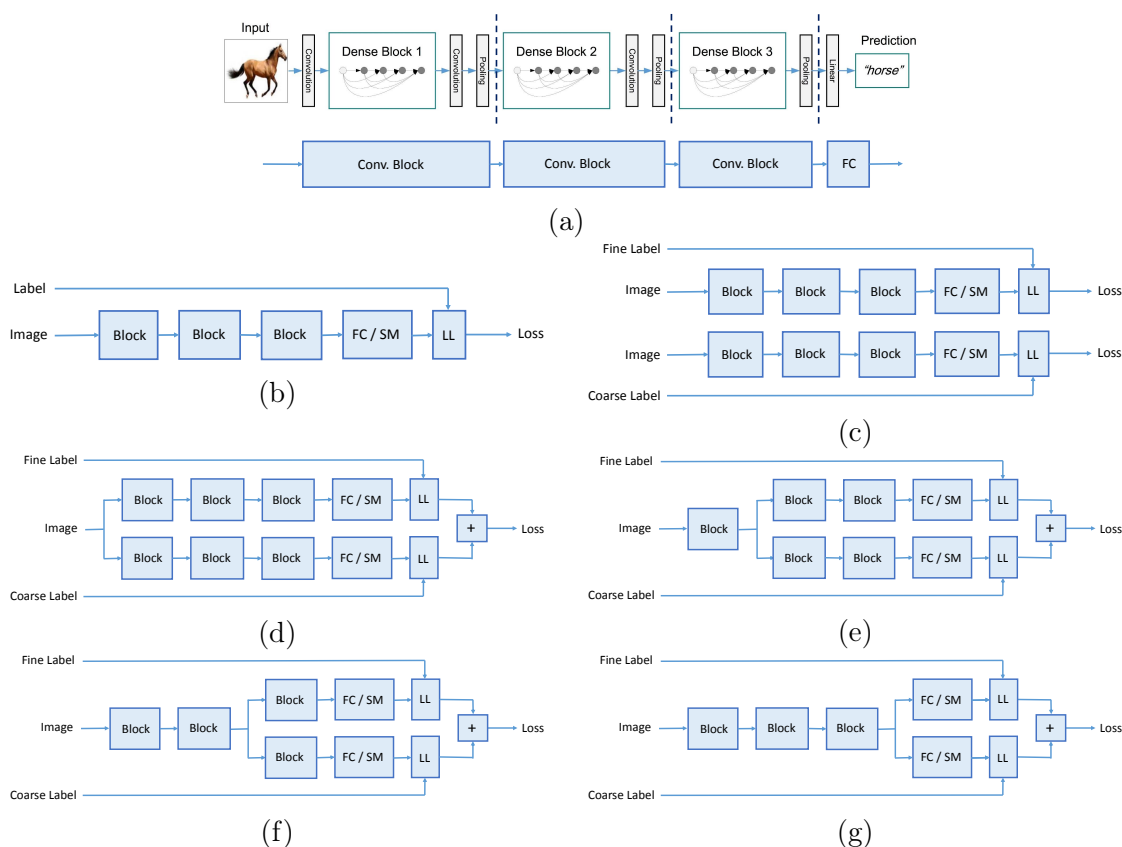 Input
Dense Block 1
Dense Block 2
Dense Block 3
Prediction
Convolution
Convolution
Pooling
Convolution
Pooling
Pooling
Linear
"horse"
Conv. Block
Conv. Block
Conv. Block
FC
(a)
Label
Image
Block
Block
Block
FC / SM
LL
Loss
(b)
Fine Label
Image
Block
Block
Block
FC / SM
LL
Loss
Image
Block
Block
Block
FC / SM
LL
Loss
Coarse Label
(c)
Fine Label
Block
Block
Block
FC / SM
LL
Image
+
Loss
Block
Block
Block
FC / SM
LL
Coarse Label
(d)
Fine Label
Block
Block
FC / SM
LL
Image
Block
+
Loss
Block
Block
FC / SM
LL
Coarse Label
(e)
Fine Label
Block
FC / SM
LL
Image
Block
Block
+
Loss
Block
FC / SM
LL
Coarse Label
(f)
Fine Label
FC / SM
LL
Image
Block
Block
Block
+
Loss
FC / SM
LL
Coarse Label
(g)